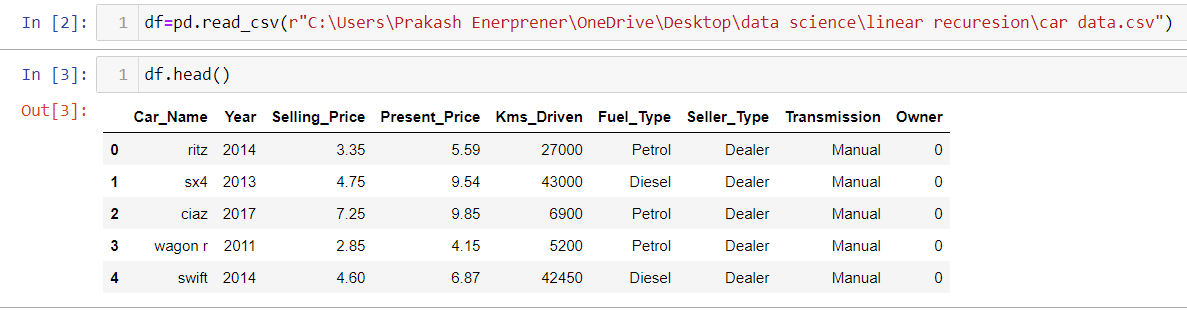 In [2]: 1 df=pd.read_csv(r"C:\Users\Prakash Enerprener\OneDrive\Desktop\data science\linear recuresion\car data.csv")
In [3]: 1 df.head()
Out[3]:
Car_Name Year Selling_Price Present_Price Kms_Driven Fuel_Type Seller_Type Transmission Owner
0 ritz 2014 3.35 5.59 27000 Petrol Dealer Manual 0
1 sx4 2013 4.75 9.54 43000 Diesel Dealer Manual 0
2 ciaz 2017 7.25 9.85 6900 Petrol Dealer Manual 0
3 wagon r 2011 2.85 4.15 5200 Petrol Dealer Manual 0
4 swift 2014 4.60 6.87 42450 Diesel Dealer Manual 0